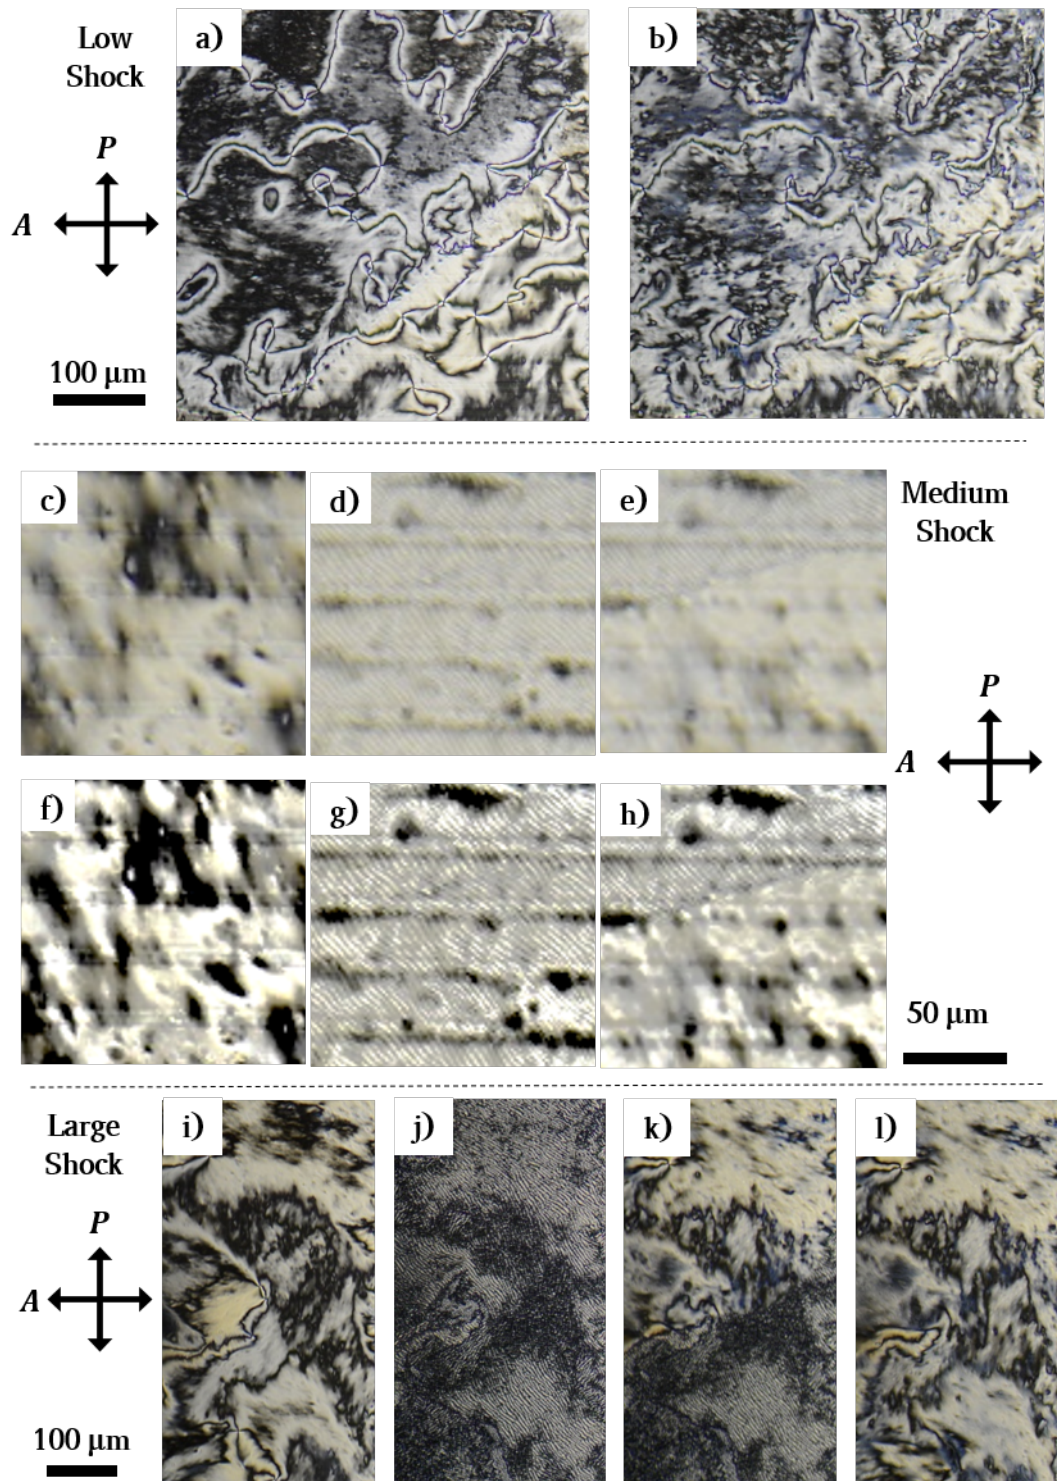 Low
Shock
a)
b)
P
A
100 µm
c)
d)
e)
Medium
Shock
P
A
f)
g)
h)
50 µm
Large
Shock
i)
j)
k)
l)
P
A
100 µm